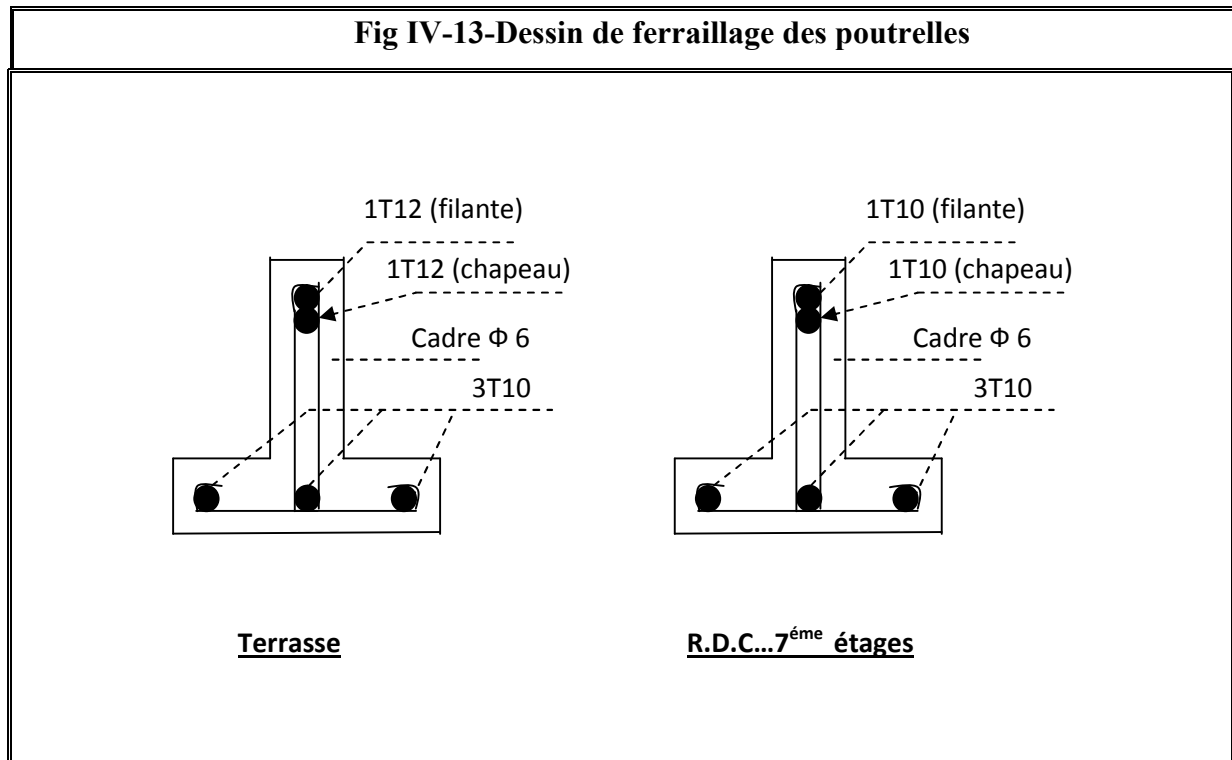 Fig IV-13-Dessin de ferraillage des poutrelles
1T12 (filante)
1T12 (chapeau)
Cadre Φ 6
3T10
Terrasse
1T10 (filante)
1T10 (chapeau)
Cadre Φ 6
3T10
R.D.C...7éme étages